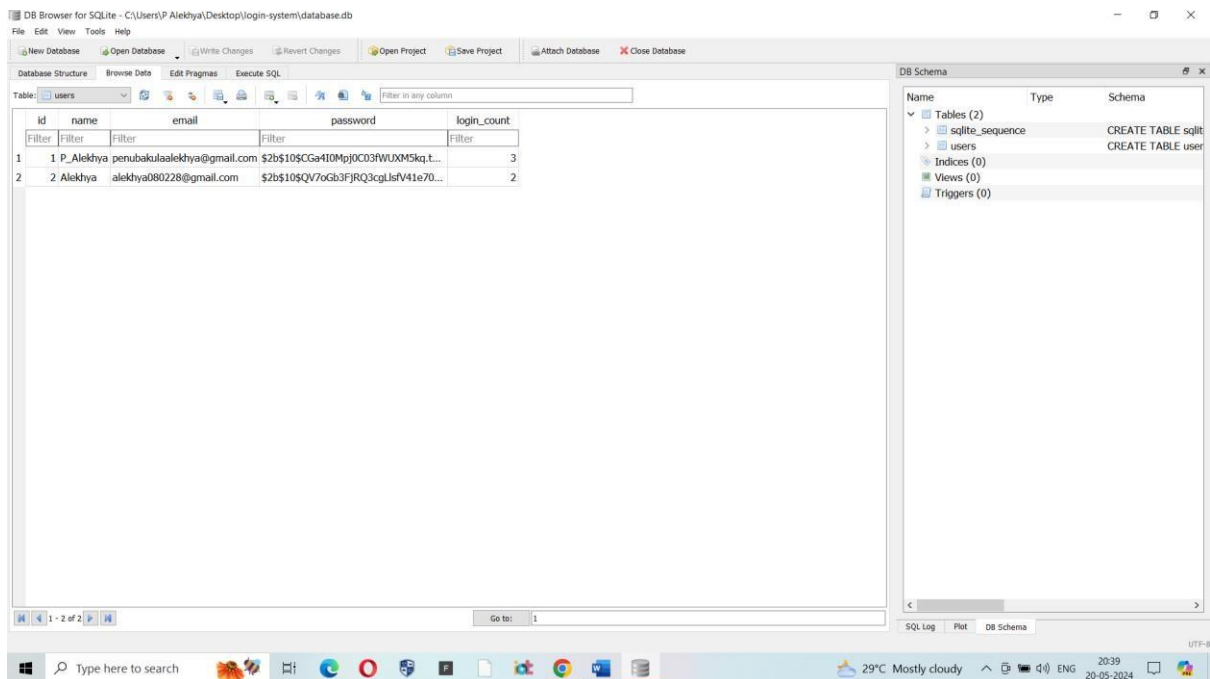 DB Browser for SQLite - C:\Users\P Alekhya\Desktop\login-system\database.db
File Edit View Tools Help
New Database Open Database Write Changes Revert Changes Open Project Save Project Attach Database Close Database
Database Structure Browse Data Edit Pragmas Execute SQL
Table: users Filter in any column
id name email password login_count
Filter Filter Filter Filter Filter
1 1 P_Alekhya penubakulaalekhya@gmail.com $2b$10$CGa4I0Mpj0C03fWUXM5kq.t... 3
2 2 Alekhya alekhya080228@gmail.com $2b$10$QV7oGb3FjRQ3cgLlsfV41e70... 2
1 - 2 of 2 Go to: 1
DB Schema
Name Type Schema
Tables (2)
sqlite_sequence CREATE TABLE sqlit
users CREATE TABLE user
Indices (0)
Views (0)
Triggers (0)
SQL Log Plot DB Schema
UTF-8
Type here to search 29°C Mostly cloudy ENG 20:39
20-05-2024